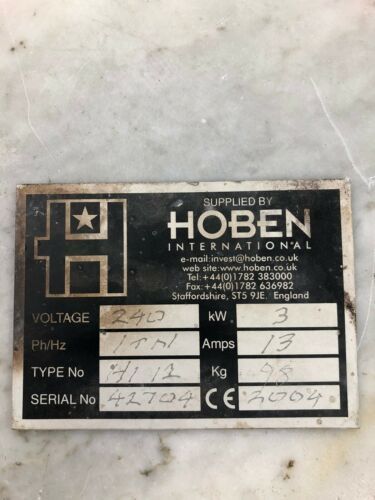 H
SUPPLIED BY
HOBEN
INTERNATIONAL
e-mail:invest@hoben.co.uk
web site:www.hoben.co.uk
Tel:+44(0)1782 383000
Fax:+44(0)1782 636982
Staffordshire, ST5 9JE. England
VOLTAGE 240 kW 3
Ph/Hz 1+N Amps 13
TYPE No H112 Kg 98
SERIAL No 42704 CE 2004